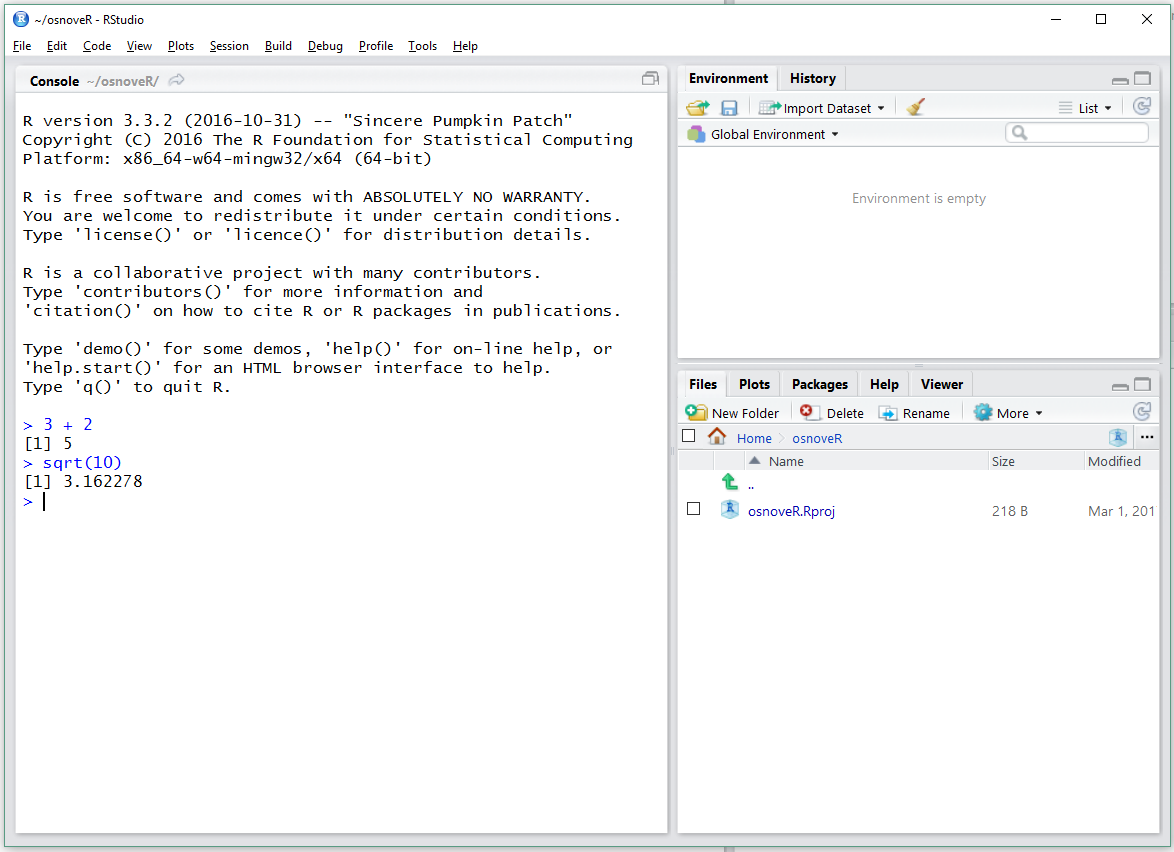 ~/osnoveR - RStudio
File Edit Code View Plots Session Build Debug Profile Tools Help
Console ~/osnoveR/
R version 3.3.2 (2016-10-31) -- "Sincere Pumpkin Patch"
Copyright (C) 2016 The R Foundation for Statistical Computing
Platform: x86_64-w64-mingw32/x64 (64-bit)
R is free software and comes with ABSOLUTELY NO WARRANTY.
You are welcome to redistribute it under certain conditions.
Type 'license()' or 'licence()' for distribution details.
R is a collaborative project with many contributors.
Type 'contributors()' for more information and
'citation()' on how to cite R or R packages in publications.
Type 'demo()' for some demos, 'help()' for on-line help, or
'help.start()' for an HTML browser interface to help.
Type 'q()' to quit R.
> 3 + 2
[1] 5
> sqrt(10)
[1] 3.162278
>
Environment History
Import Dataset List
Global Environment
Environment is empty
Files Plots Packages Help Viewer
New Folder Delete Rename More
Home osnoveR
Name Size Modified
..
osnoveR.Rproj 218 B Mar 1, 201